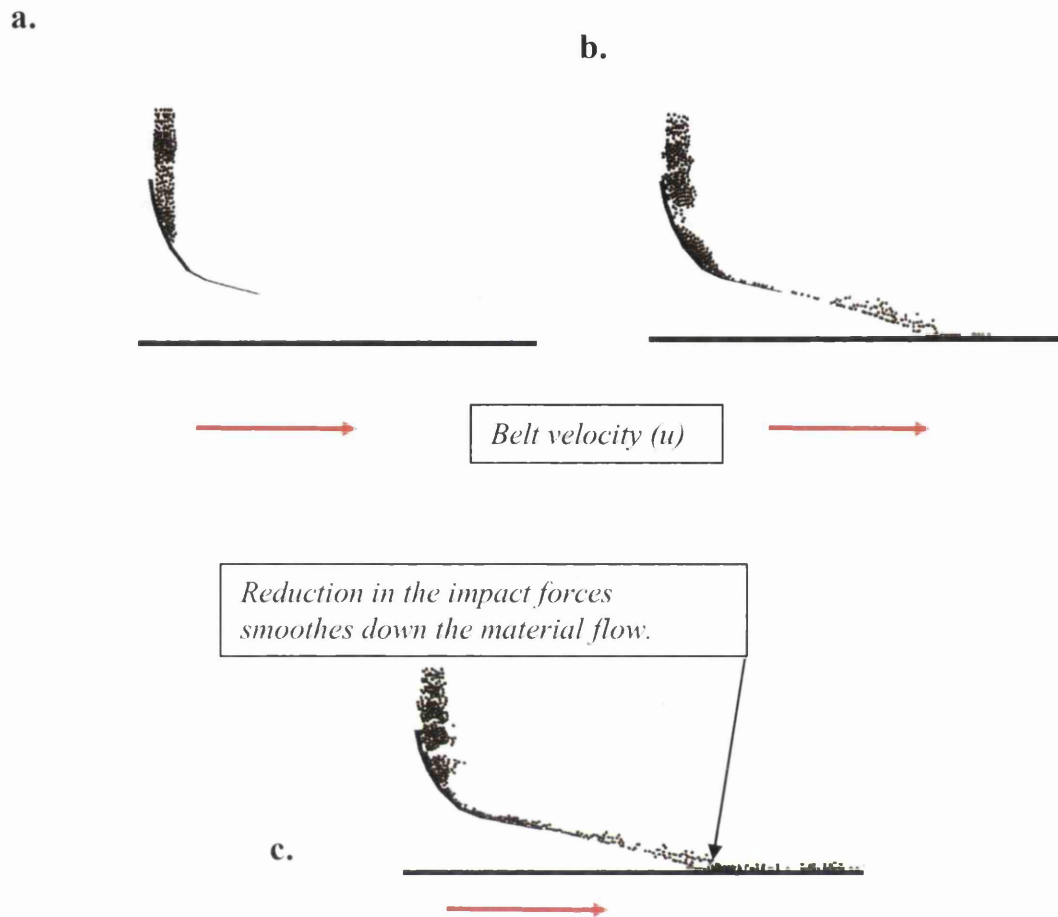 a.
b.
Belt velocity (u)
Reduction in the impact forces
smoothes down the material flow.
c.